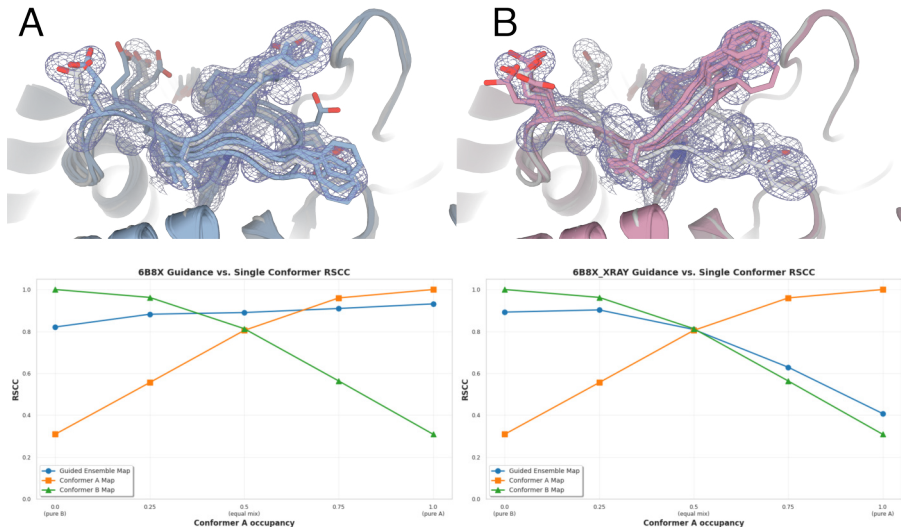 A
B
6B8X Guidance vs. Single Conformer RSCC
1.0
0.8
0.6
0.4
0.2
0.0
RSCC
Guided Ensemble Map
Conformer A Map
Conformer B Map
0.0
(pure B)
0.25
0.5
(equal mix)
0.75
1.0
(pure A)
Conformer A occupancy
6B8X_XRAY Guidance vs. Single Conformer RSCC
1.0
0.8
0.6
0.4
0.2
0.0
RSCC
Guided Ensemble Map
Conformer A Map
Conformer B Map
0.0
(pure B)
0.25
0.5
(equal mix)
0.75
1.0
(pure A)
Conformer A occupancy